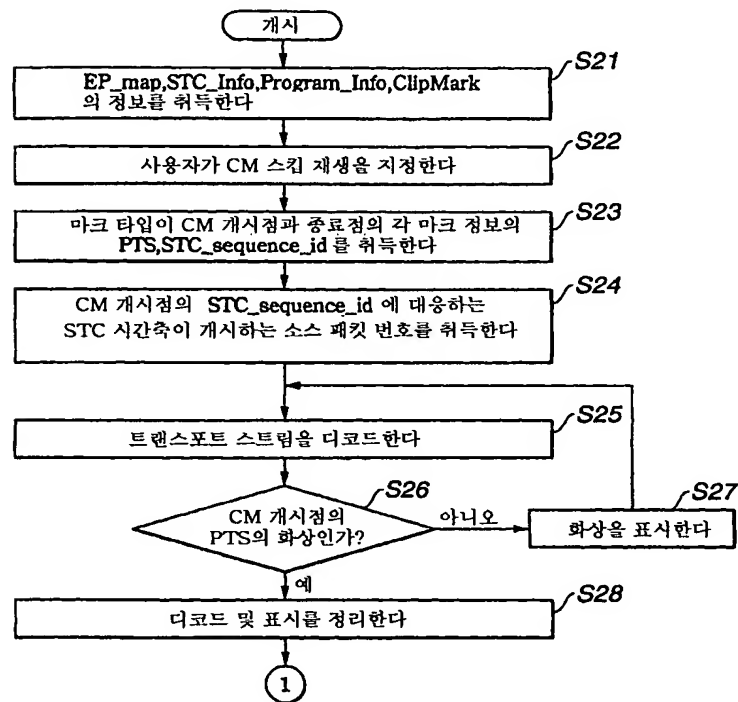 개시
S21
EP_map,STC_Info,Program_Info,ClipMark
의 정보를 취득한다
S22
사용자가 CM 스킵 재생을 지정한다
S23
마크 타입이 CM 개시점과 종료점의 각 마크 정보의
PTS,STC_sequence_id 를 취득한다
S24
CM 개시점의 STC_sequence_id 에 대응하는
STC 시간축이 개시하는 소스 패킷 번호를 취득한다
S25
트랜스포트 스트림을 디코드한다
S26
CM 개시점의
PTS의 화상인가?
아니오
S27
화상을 표시한다
예
S28
디코드 및 표시를 정리한다
1